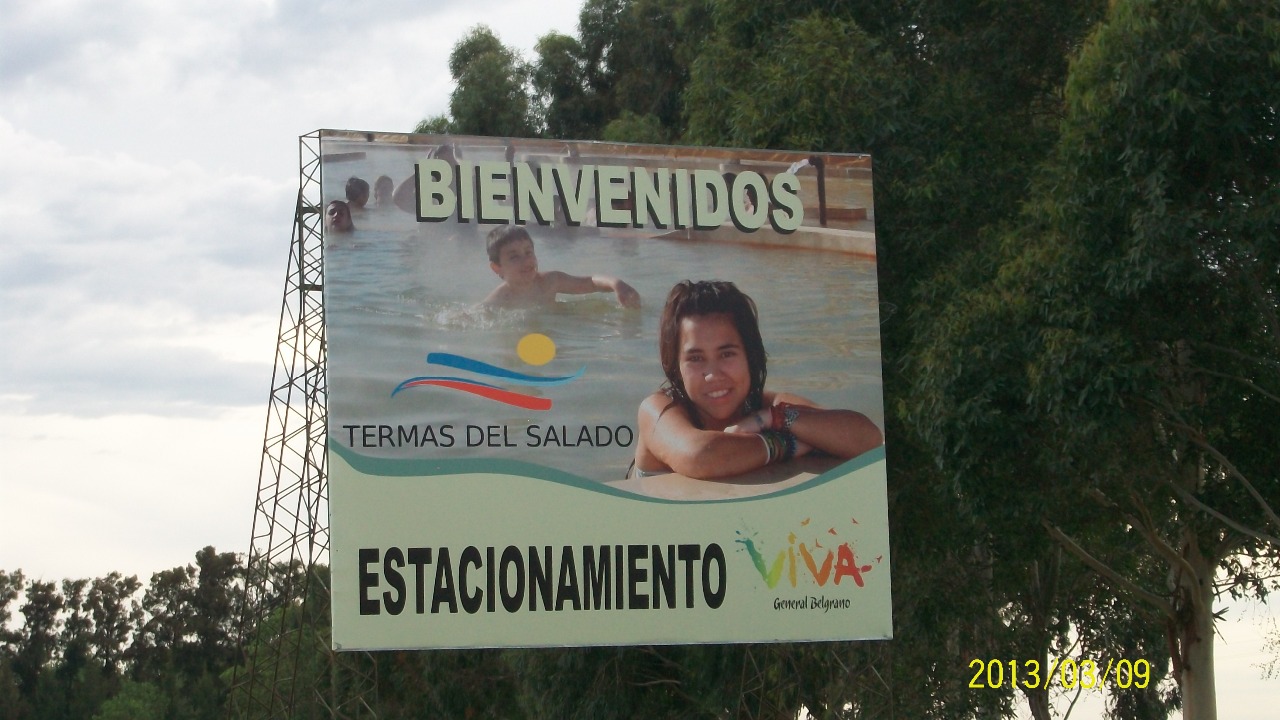 BIENVENIDOS
TERMAS DEL SALADO
ESTACIONAMIENTO
VIVA
General Belgrano
2013/03/09